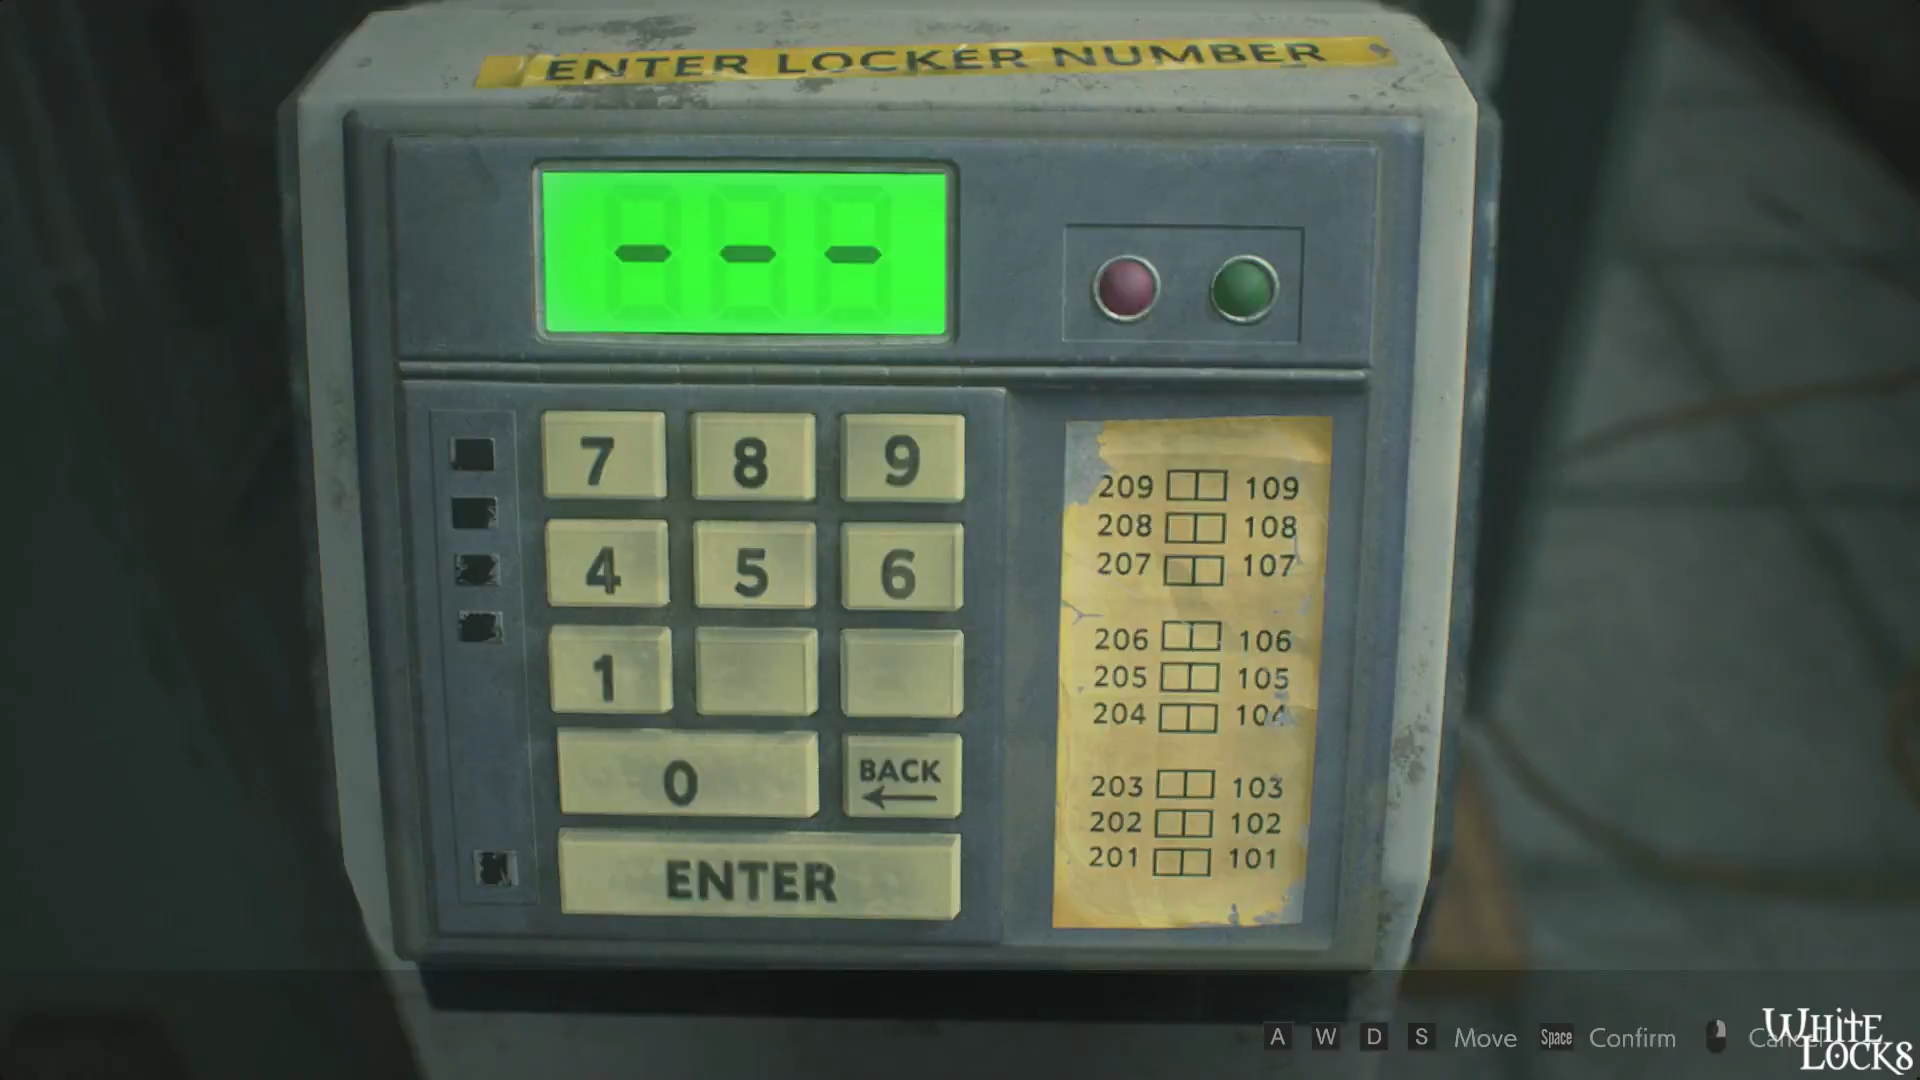 ENTER LOCKER NUMBER
- - -
7 8 9
4 5 6
1
0 BACK
ENTER
209 109
208 108
207 107
206 106
205 105
204 104
203 103
202 102
201 101
A W D S Move Space Confirm
WHITE
LOCKS